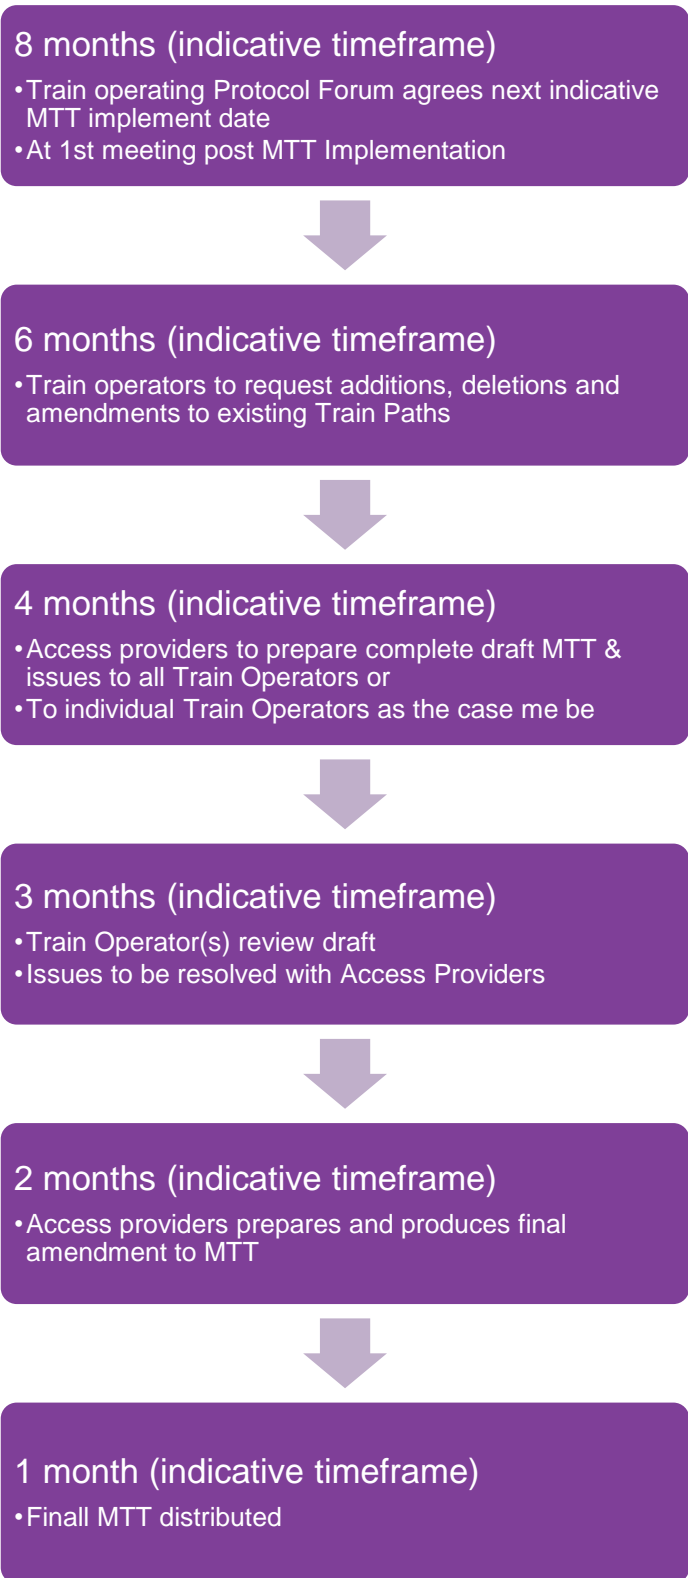 8 months (indicative timeframe)
•Train operating Protocol Forum agrees next indicative
MTT implement date
•At 1st meeting post MTT Implementation
6 months (indicative timeframe)
•Train operators to request additions, deletions and
amendments to existing Train Paths
4 months (indicative timeframe)
•Access providers to prepare complete draft MTT &
issues to all Train Operators or
•To individual Train Operators as the case me be
3 months (indicative timeframe)
•Train Operator(s) review draft
•Issues to be resolved with Access Providers
2 months (indicative timeframe)
•Access providers prepares and produces final
amendment to MTT
1 month (indicative timeframe)
•Finall MTT distributed